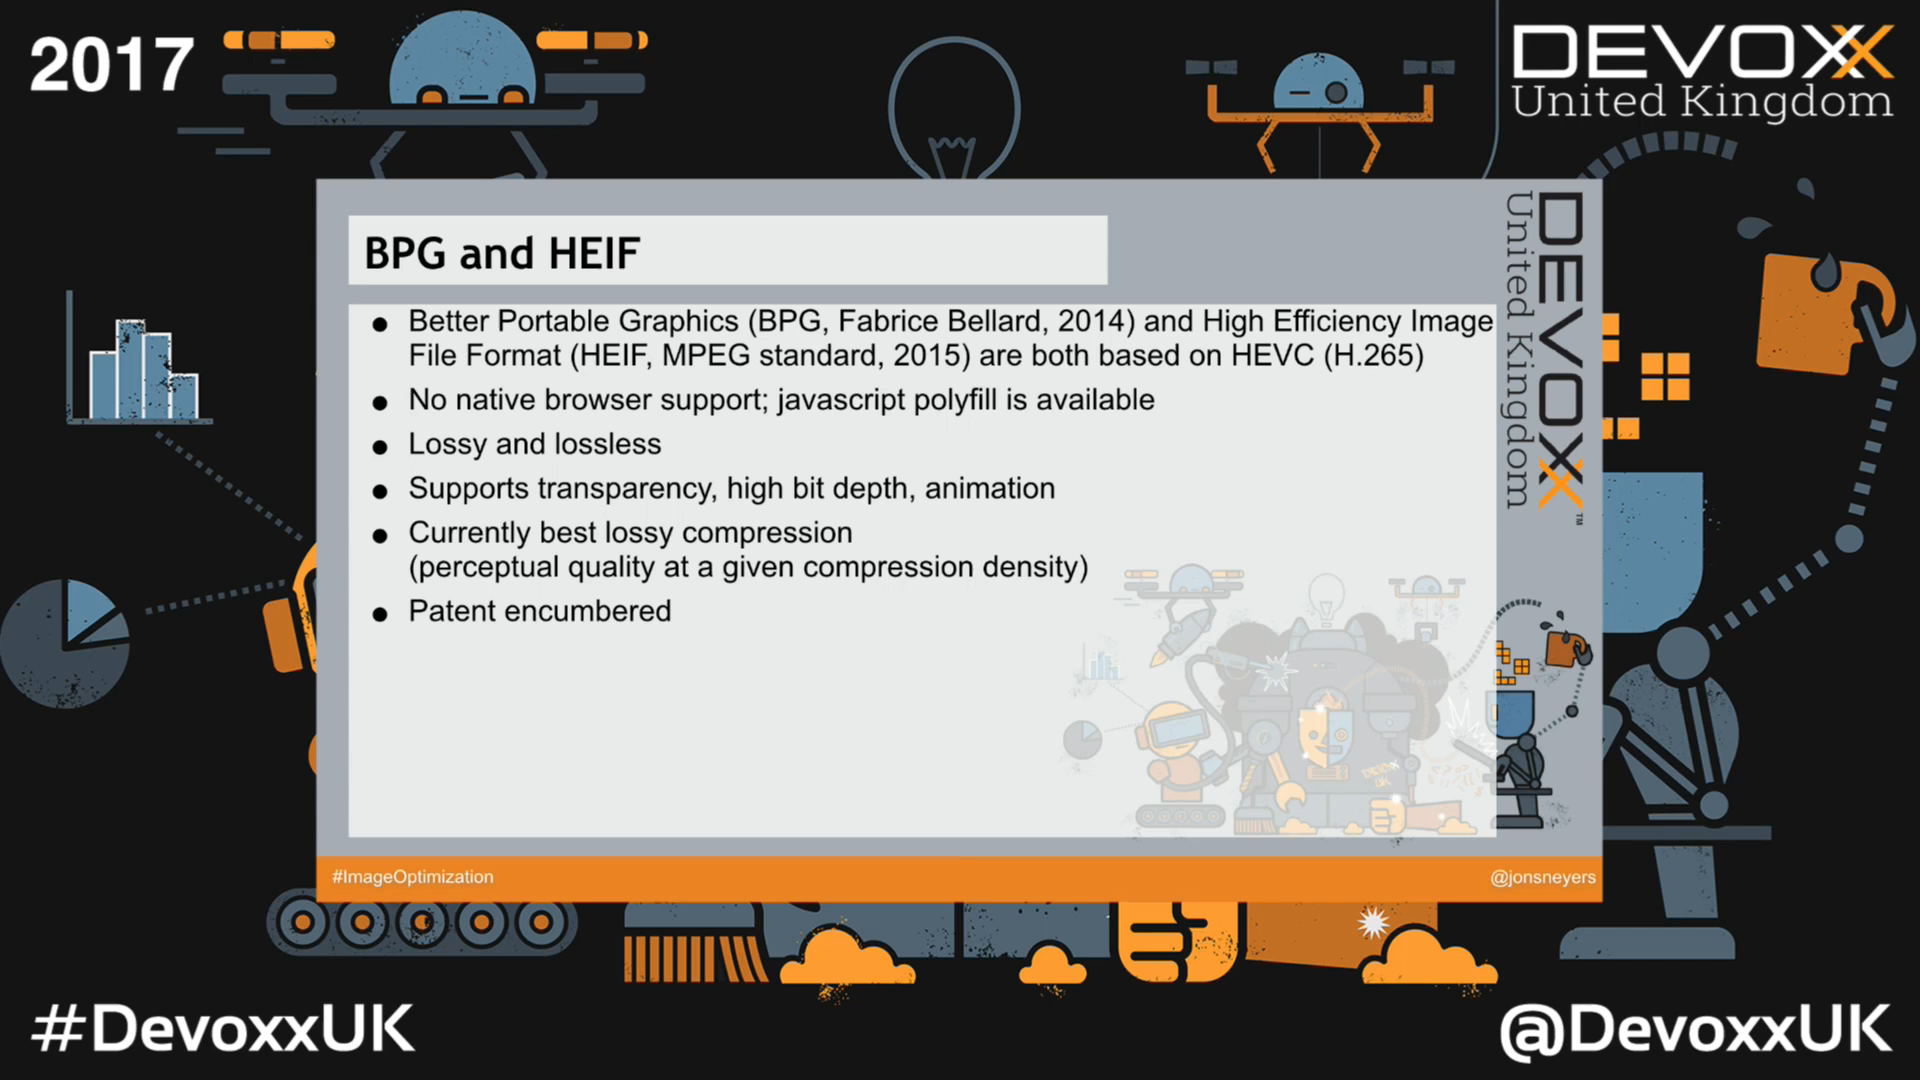 2017
DEVOXX
United Kingdom
BPG and HEIF
● Better Portable Graphics (BPG, Fabrice Bellard, 2014) and High Efficiency Image
File Format (HEIF, MPEG standard, 2015) are both based on HEVC (H.265)
● No native browser support; javascript polyfill is available
● Lossy and lossless
● Supports transparency, high bit depth, animation
● Currently best lossy compression
(perceptual quality at a given compression density)
● Patent encumbered
DEVOXX™
United Kingdom
#ImageOptimization
@jonsneyers
#DevoxxUK
@DevoxxUK